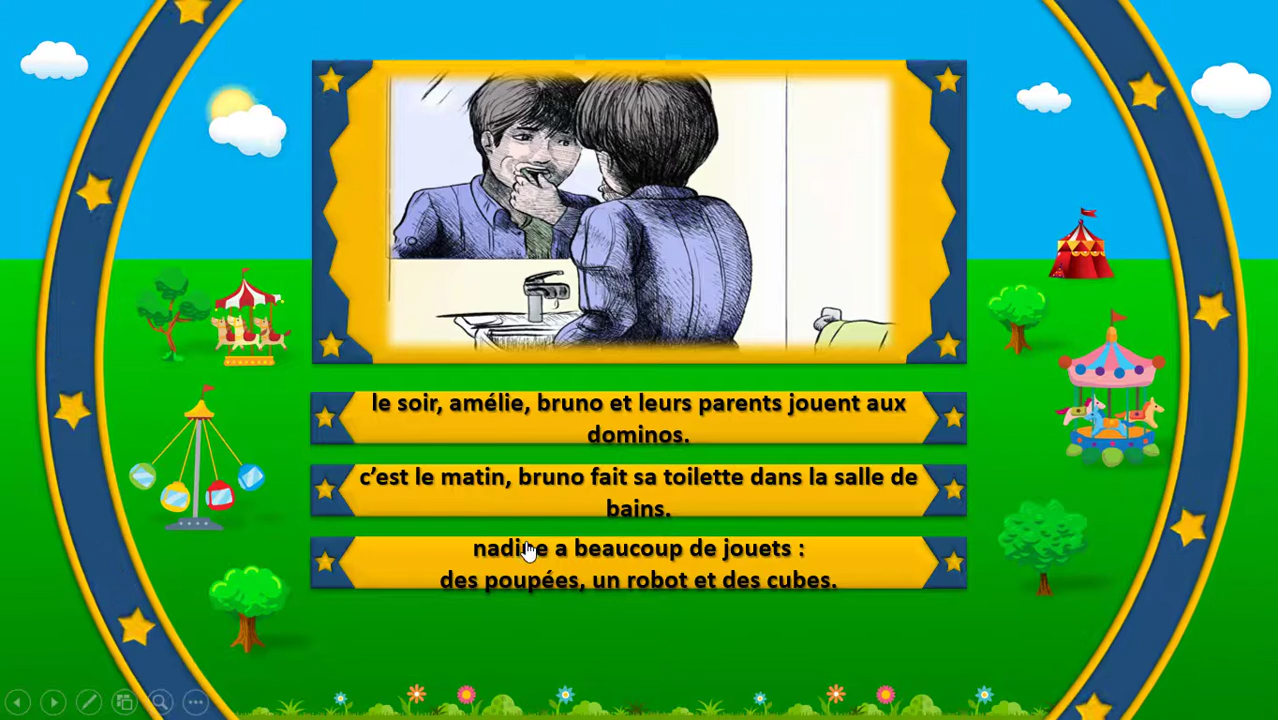 le soir, amélie, bruno et leurs parents jouent aux
dominos.
c’est le matin, bruno fait sa toilette dans la salle de
bains.
nadine a beaucoup de jouets :
des poupées, un robot et des cubes.